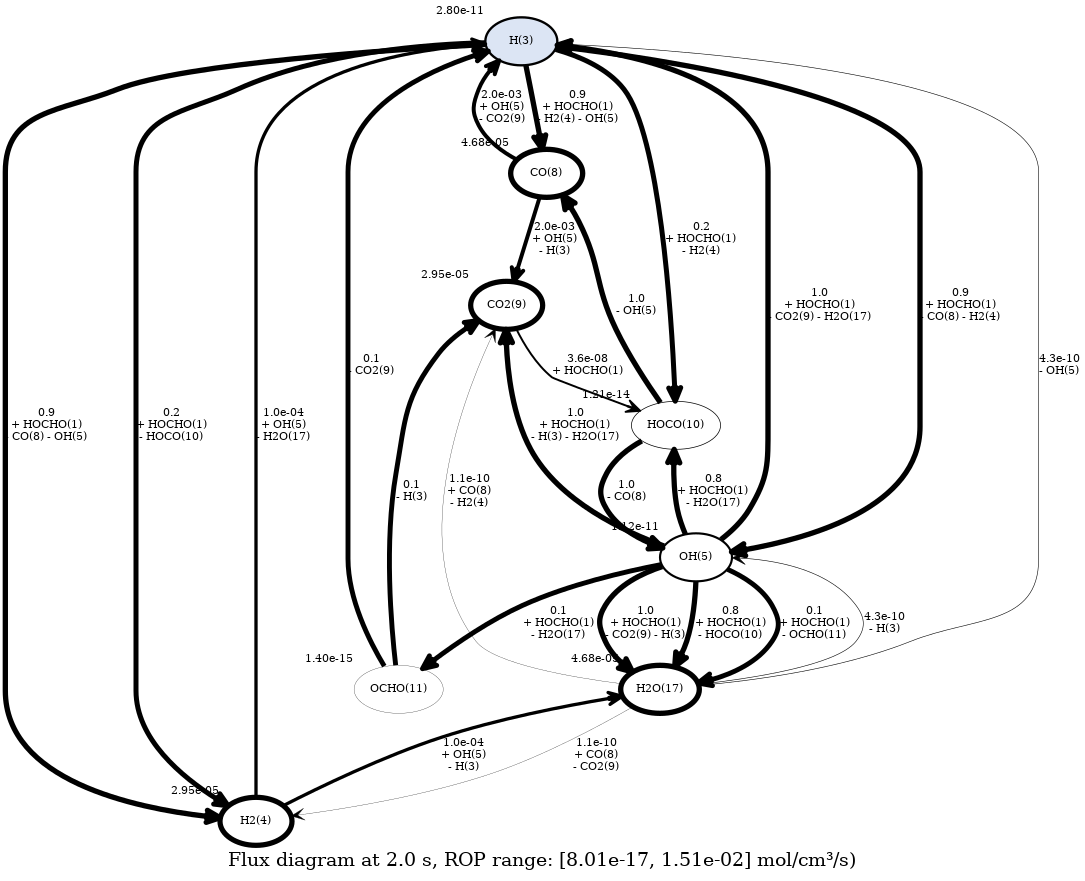 2.80e-11
H(3)
2.0e-03
+ OH(5)
- CO2(9)
0.9
+ HOCHO(1)
- H2(4) - OH(5)
4.68e-05
CO(8)
2.0e-03
+ OH(5)
- H(3)
0.2
+ HOCHO(1)
- H2(4)
2.95e-05
CO2(9)
1.0
- OH(5)
1.0
+ HOCHO(1)
- CO2(9) - H2O(17)
0.9
+ HOCHO(1)
- CO(8) - H2(4)
0.1
- CO2(9)
3.6e-08
+ HOCHO(1)
4.3e-10
- OH(5)
1.21e-14
HOCO(10)
0.9
+ HOCHO(1)
CO(8) - OH(5)
0.2
+ HOCHO(1)
- HOCO(10)
1.0e-04
+ OH(5)
- H2O(17)
1.0
+ HOCHO(1)
- H(3) - H2O(17)
0.1
- H(3)
1.1e-10
+ CO(8)
- H2(4)
1.0
- CO(8)
0.8
+ HOCHO(1)
- H2O(17)
OH(5)
0.1
+ HOCHO(1)
- H2O(17)
1.0
+ HOCHO(1)
- CO2(9) - H(3)
0.8
+ HOCHO(1)
- HOCO(10)
0.1
+ HOCHO(1)
- OCHO(11)
4.3e-10
- H(3)
1.40e-15
OCHO(11)
H2O(17)
1.0e-04
+ OH(5)
- H(3)
1.1e-10
+ CO(8)
- CO2(9)
2.95e-05
H2(4)
Flux diagram at 2.0 s, ROP range: [8.01e-17, 1.51e-02] mol/cm³/s)